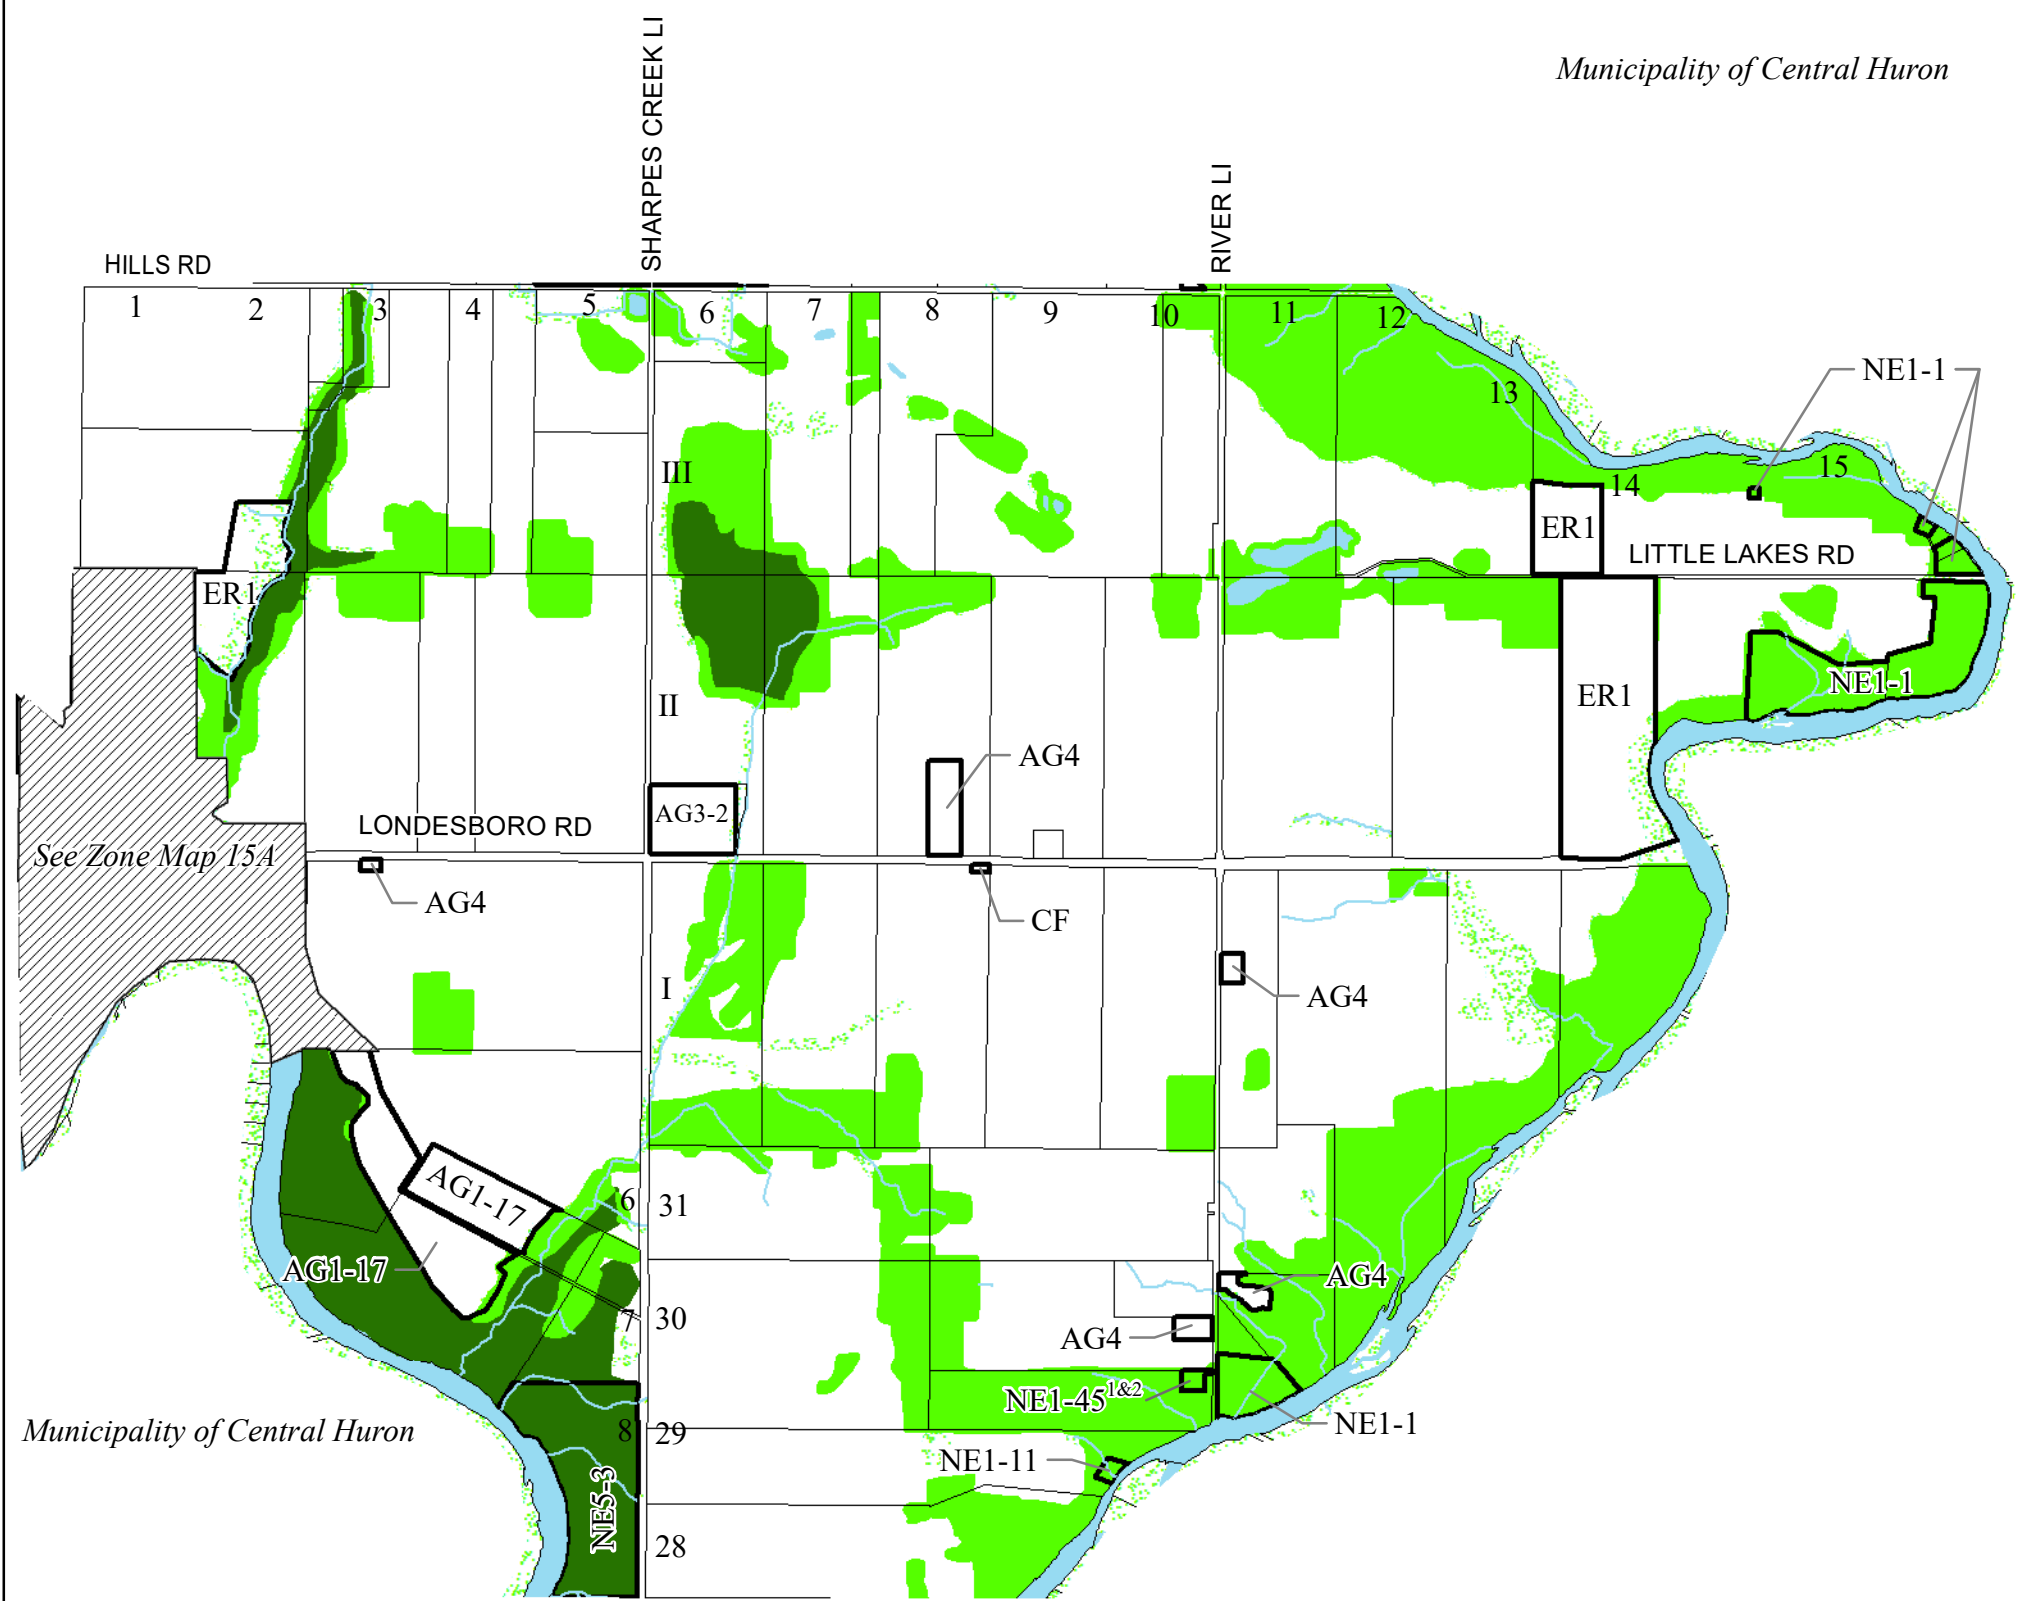 Municipality of Central Huron
SHARPES CREEK LI
RIVER LI
HILLS RD
1
2
3
4
5
6
7
8
9
10
11
12
13
NE1-1
14
15
III
ER1
LITTLE LAKES RD
ER1
NE1-1
ER1
II
AG4
AG3-2
LONDESBORO RD
See Zone Map 15A
AG4
CF
I
AG4
AG1-17
6
31
AG1-17
AG4
7
30
AG4
NE1-45 1&2
NE1-1
Municipality of Central Huron
8
29
NE1-11
NE5-3
28